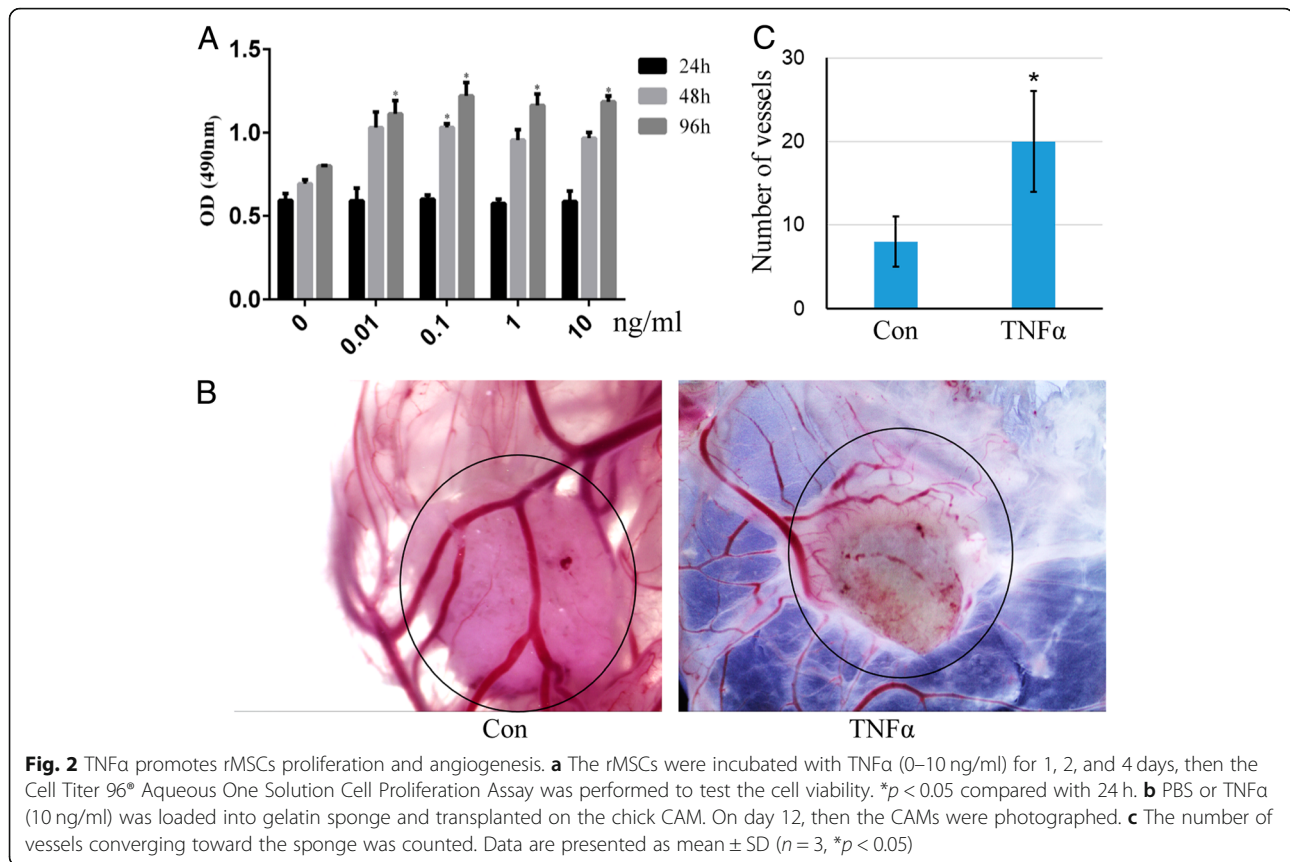 A
1.5
1.0
0.5
0.0
OD (490nm)
24h
48h
96h
*
*
*
*
*
0
0.01
0.1
1
10
ng/ml
C
30
20
10
0
Number of vessels
*
Con
TNFα
B
Con
TNFα
Fig. 2 TNFα promotes rMSCs proliferation and angiogenesis. a The rMSCs were incubated with TNFα (0–10 ng/ml) for 1, 2, and 4 days, then the
Cell Titer 96® Aqueous One Solution Cell Proliferation Assay was performed to test the cell viability. *p < 0.05 compared with 24 h. b PBS or TNFα
(10 ng/ml) was loaded into gelatin sponge and transplanted on the chick CAM. On day 12, then the CAMs were photographed. c The number of
vessels converging toward the sponge was counted. Data are presented as mean ± SD (n = 3, *p < 0.05)